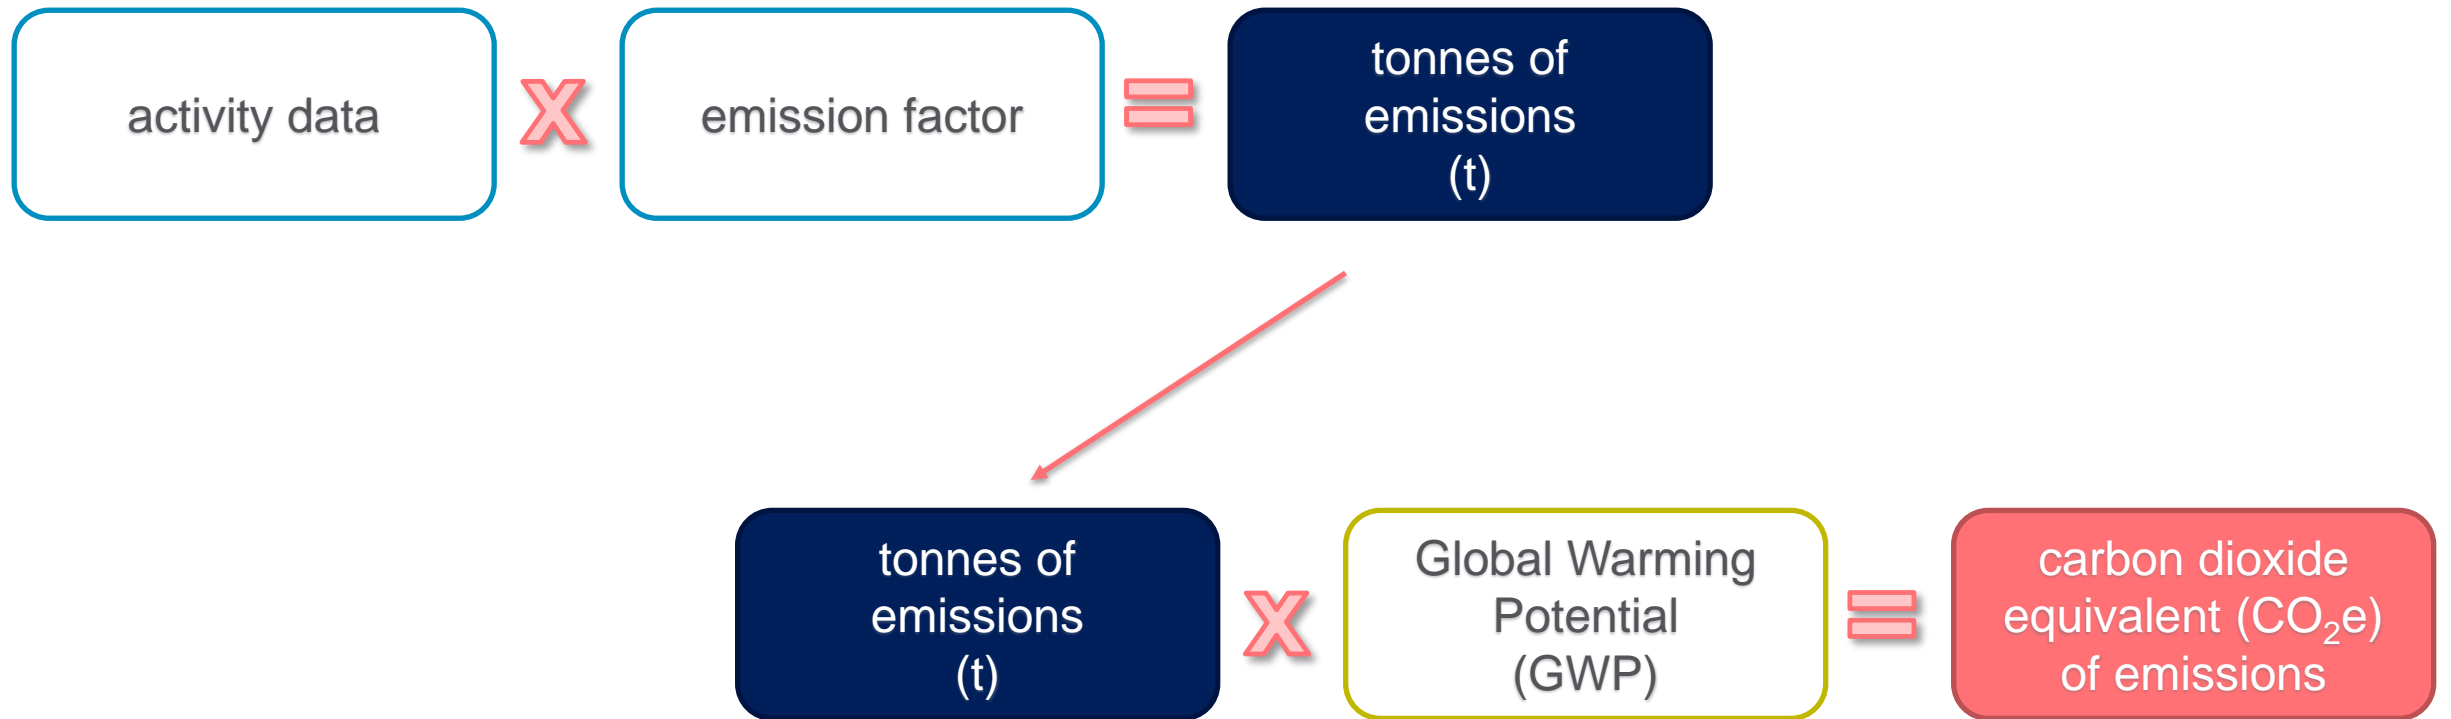 activity data
x
emission factor
=
tonnes of
emissions
(t)
tonnes of
emissions
(t)
x
Global Warming
Potential
(GWP)
=
carbon dioxide
equivalent (CO₂e)
of emissions